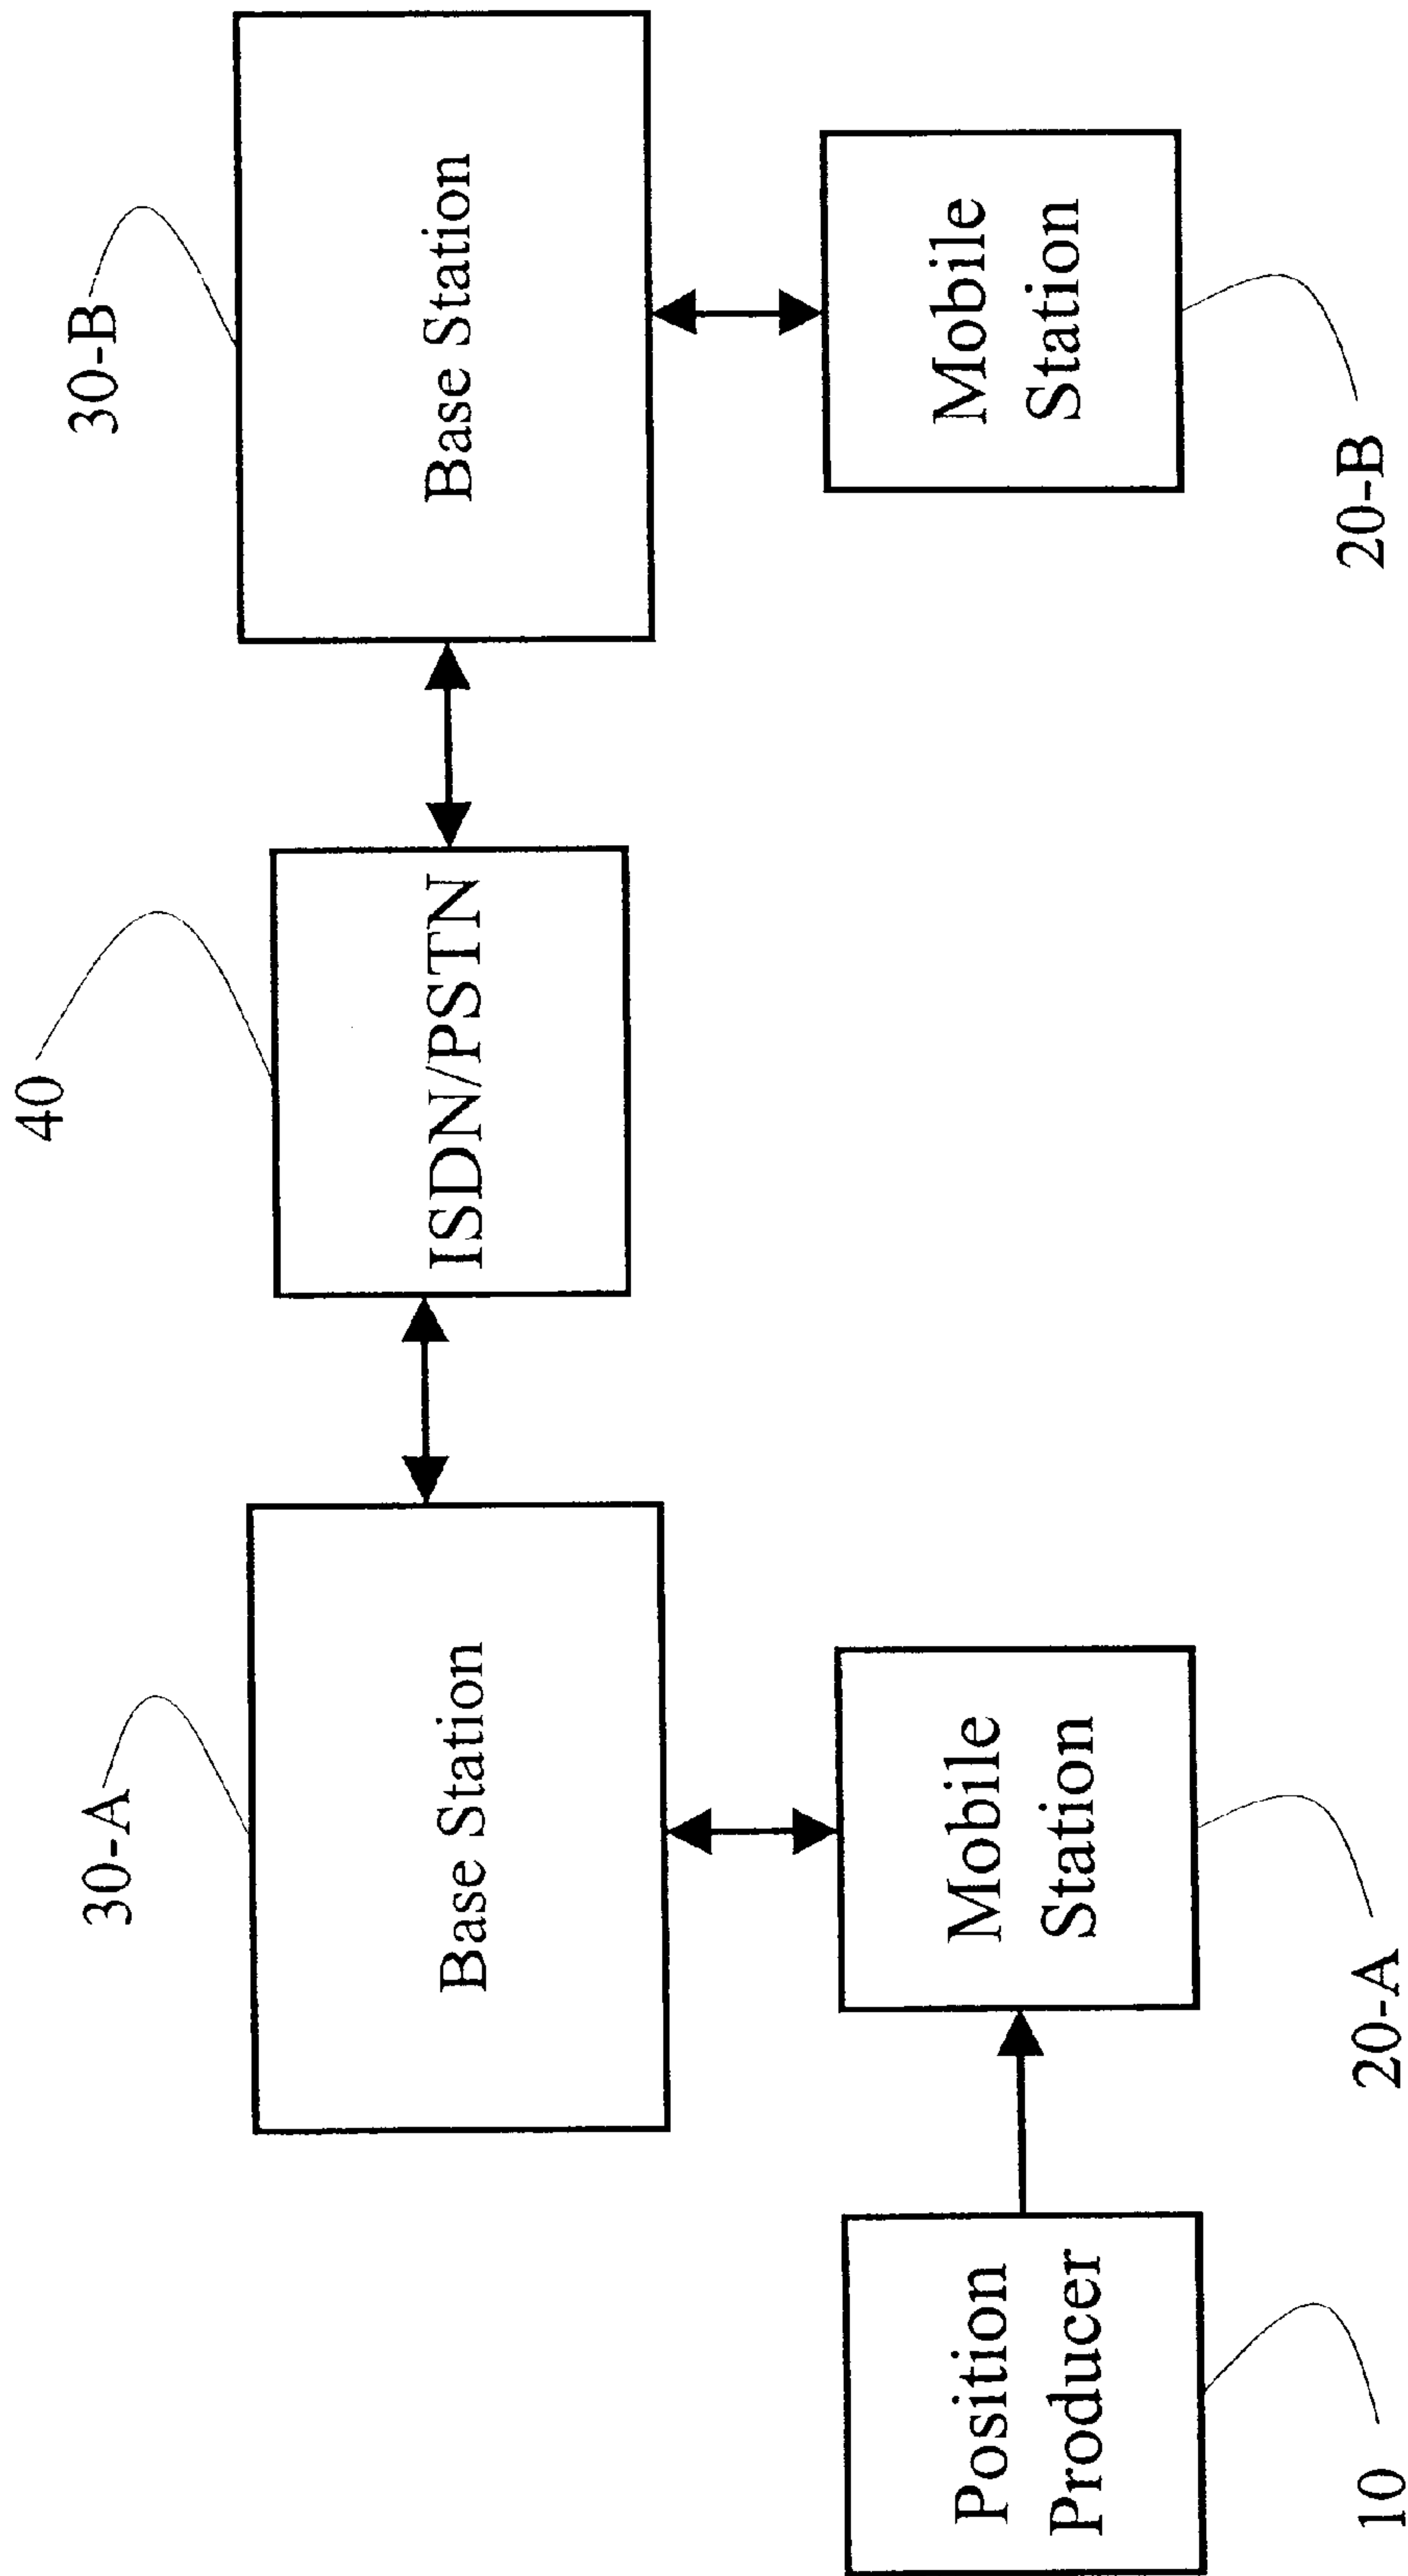 30-A
40
30-B
Base Station
ISDN/PSTN
Base Station
Position
Producer
Mobile
Station
Mobile
Station
10
20-A
20-B